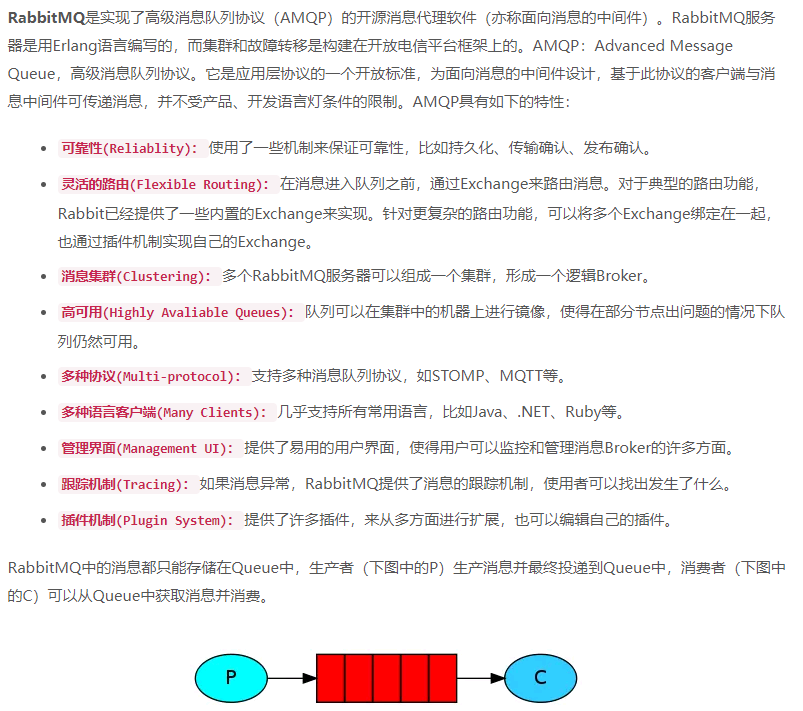 RabbitMQ是实现了高级消息队列协议（AMQP）的开源消息代理软件（亦称面向消息的中间件）。RabbitMQ服务
器是用Erlang语言编写的，而集群和故障转移是构建在开放电信平台框架上的。AMQP：Advanced Message
Queue，高级消息队列协议。它是应用层协议的一个开放标准，为面向消息的中间件设计，基于此协议的客户端与消
息中间件可传递消息，并不受产品、开发语言灯条件的限制。AMQP具有如下的特性：
• 可靠性(Reliablity)： 使用了一些机制来保证可靠性，比如持久化、传输确认、发布确认。
• 灵活的路由(Flexible Routing)： 在消息进入队列之前，通过Exchange来路由消息。对于典型的路由功能，
Rabbit已经提供了一些内置的Exchange来实现。针对更复杂的路由功能，可以将多个Exchange绑定在一起，
也通过插件机制实现自己的Exchange。
• 消息集群(Clustering)： 多个RabbitMQ服务器可以组成一个集群，形成一个逻辑Broker。
• 高可用(Highly Avaliable Queues)： 队列可以在集群中的机器上进行镜像，使得在部分节点出问题的情况下队
列仍然可用。
• 多种协议(Multi-protocol)： 支持多种消息队列协议，如STOMP、MQTT等。
• 多种语言客户端(Many Clients)： 几乎支持所有常用语言，比如Java、.NET、Ruby等。
• 管理界面(Management UI)： 提供了易用的用户界面，使得用户可以监控和管理消息Broker的许多方面。
• 跟踪机制(Tracing)： 如果消息异常，RabbitMQ提供了消息的跟踪机制，使用者可以找出发生了什么。
• 插件机制(Plugin System)： 提供了许多插件，来从多方面进行扩展，也可以编辑自己的插件。
RabbitMQ中的消息都只能存储在Queue中，生产者（下图中的P）生产消息并最终投递到Queue中，消费者（下图中
的C）可以从Queue中获取消息并消费。
P C